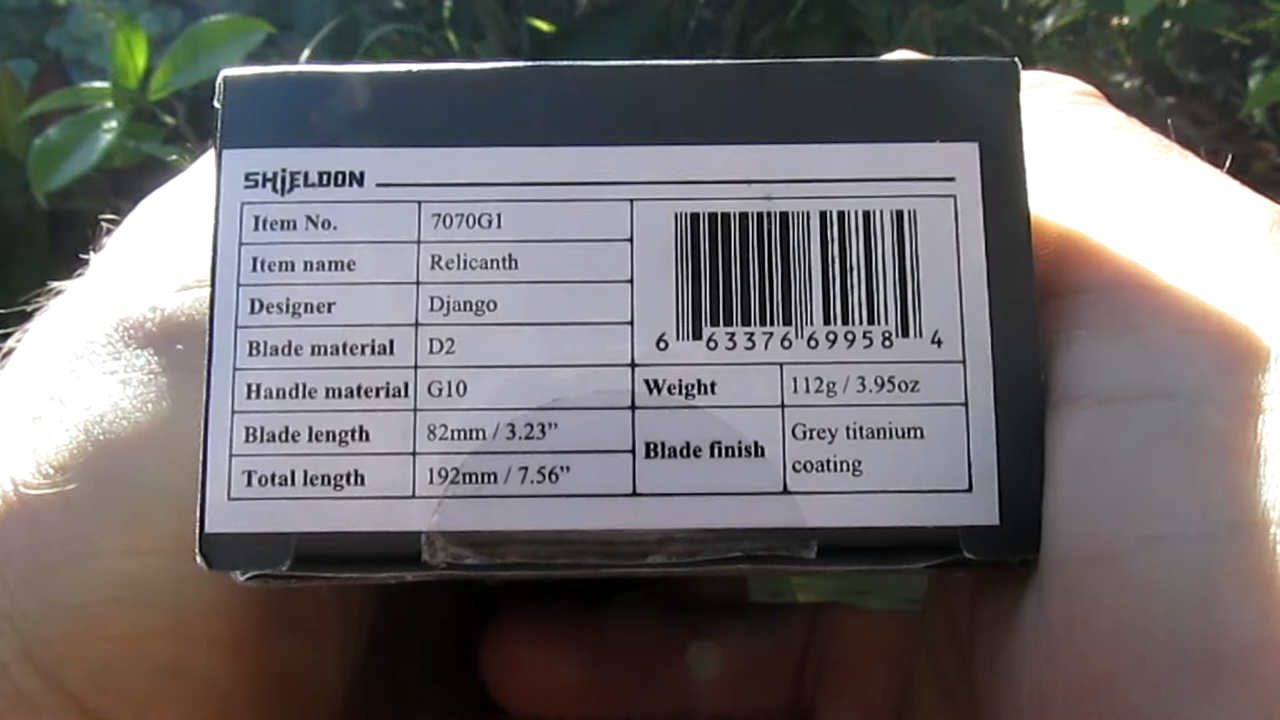 SHIELDON
Item No. 7070G1
Item name Relicanth
Designer Django
Blade material D2
Handle material G10
Blade length 82mm / 3.23”
Total length 192mm / 7.56”
6 63376 69958 4
Weight 112g / 3.95oz
Blade finish Grey titanium
coating